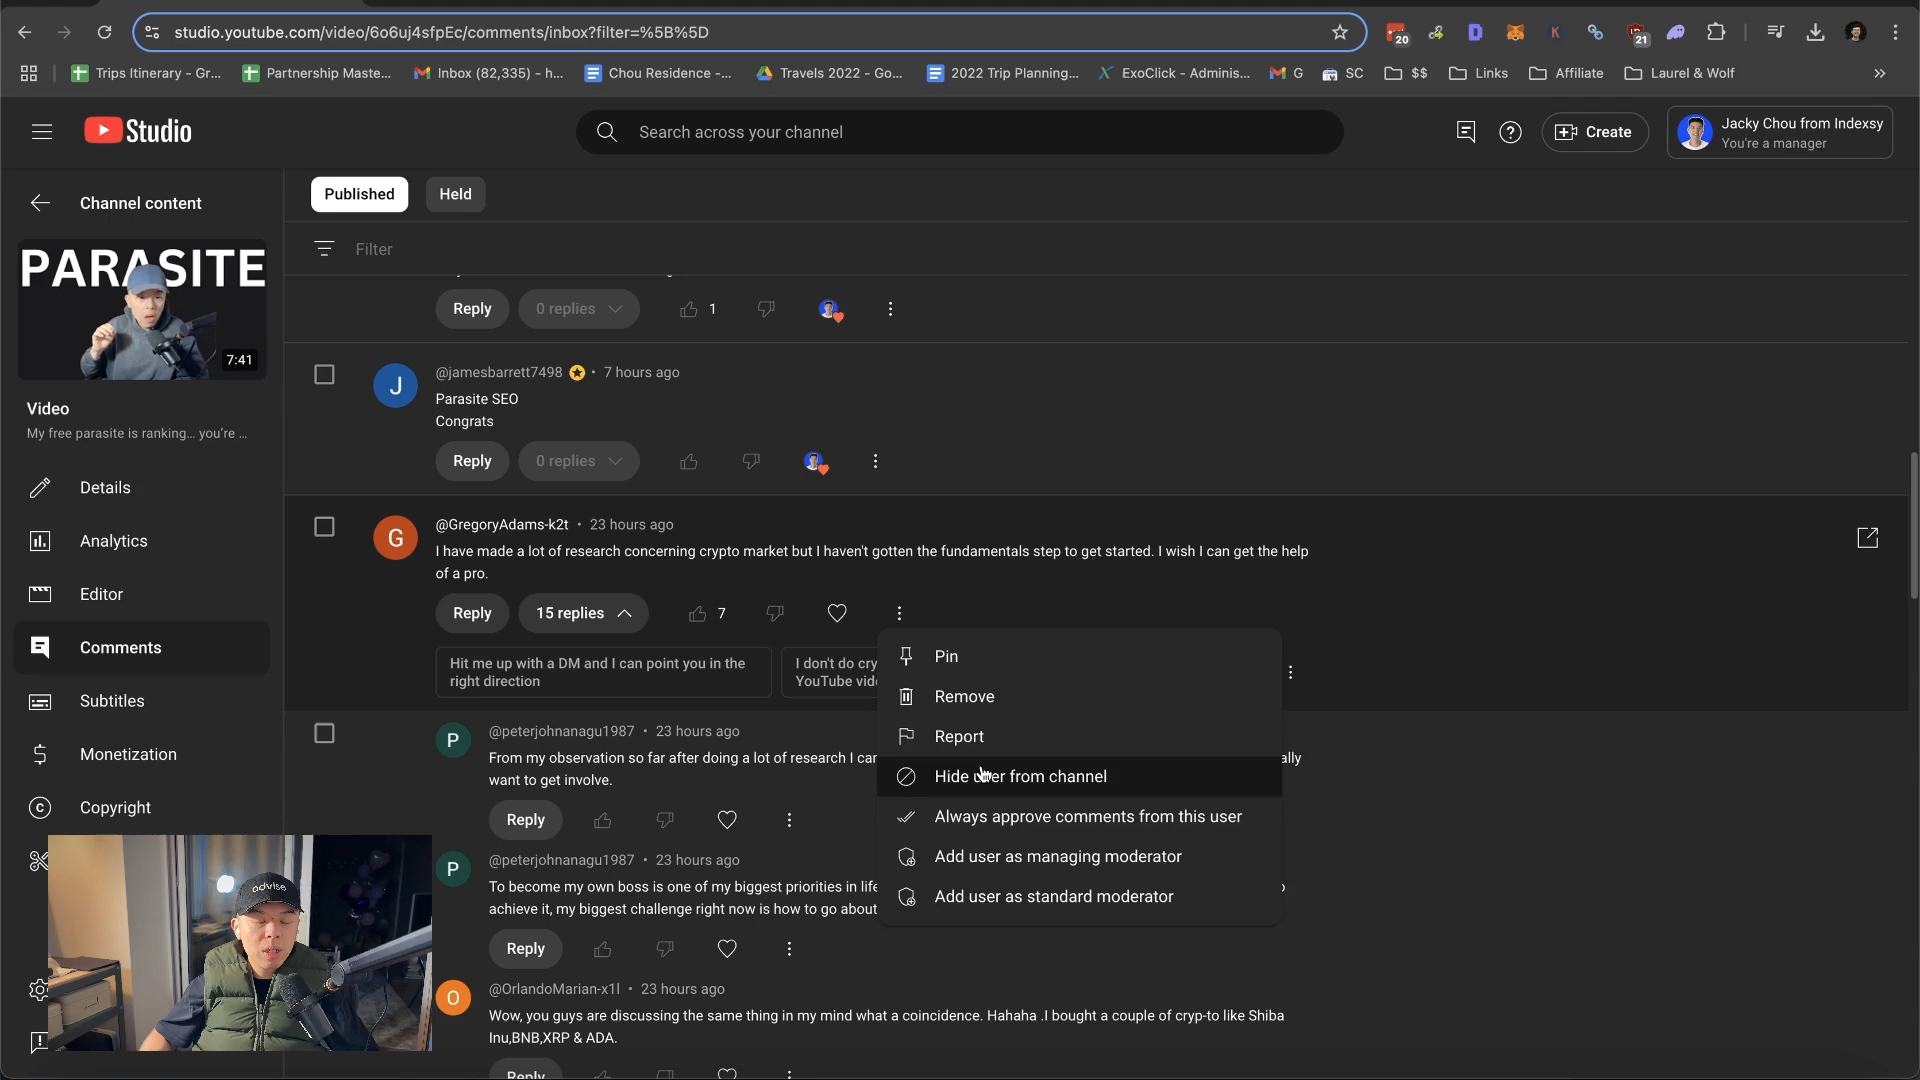 studio.youtube.com/video/6o6uj4sfpEc/comments/inbox?filter=%5B%5D
20
21
Trips Itinerary - Gr...
Partnership Maste...
Inbox (82,335) - h...
Chou Residence -...
Travels 2022 - Go...
2022 Trip Planning...
ExoClick - Adminis...
G
SC
$$
Links
Affiliate
Laurel & Wolf
Studio
Search across your channel
Create
Jacky Chou from Indexsy
You're a manager
Channel content
PARASITE
7:41
Video
My free parasite is ranking... you're ...
Details
Analytics
Editor
Comments
Subtitles
Monetization
Copyright
Published
Held
Filter
Reply
0 replies
1
J
@jamesbarrett7498 • 7 hours ago
Parasite SEO
Congrats
Reply
0 replies
G
@GregoryAdams-k2t • 23 hours ago
I have made a lot of research concerning crypto market but I haven't gotten the fundamentals step to get started. I wish I can get the help
of a pro.
Reply
15 replies
7
Hit me up with a DM and I can point you in the
right direction
I don't do cry
YouTube vid
Pin
Remove
Report
Hide user from channel
Always approve comments from this user
Add user as managing moderator
Add user as standard moderator
P
@peterjohnanagu1987 • 23 hours ago
From my observation so far after doing a lot of research I can
ally
want to get involve.
Reply
P
@peterjohnanagu1987 • 23 hours ago
To become my own boss is one of my biggest priorities in life
achieve it, my biggest challenge right now is how to go about
Reply
O
@OrlandoMarian-x1l • 23 hours ago
Wow, you guys are discussing the same thing in my mind what a coincidence. Hahaha .I bought a couple of cryp-to like Shiba
Inu,BNB,XRP & ADA.
Reply
advise